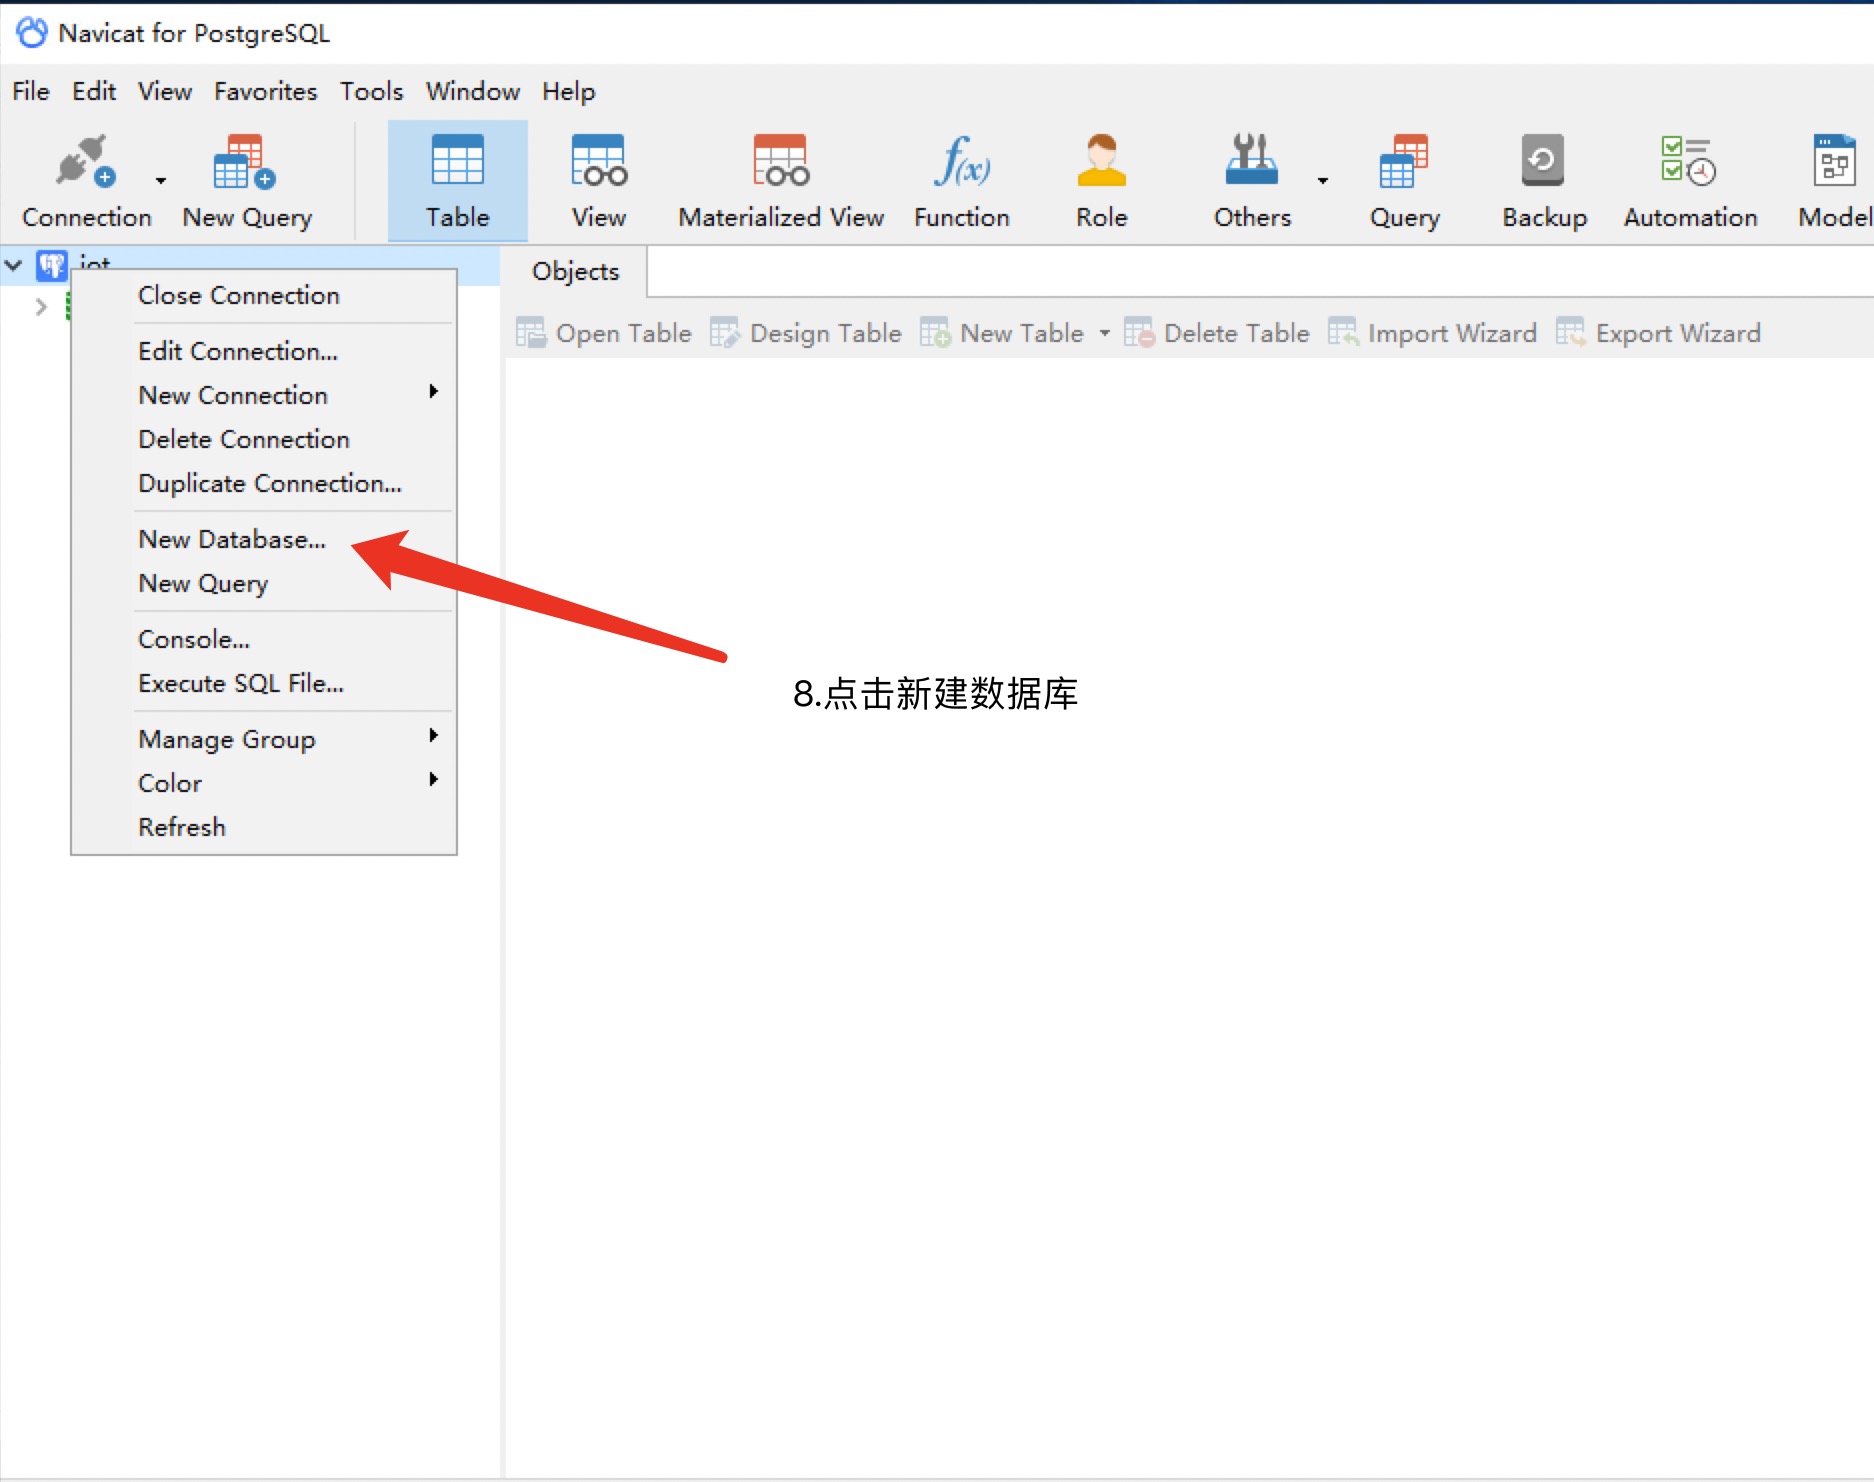 Navicat for PostgreSQL
File Edit View Favorites Tools Window Help
Connection New Query Table View Materialized View Function Role Others Query Backup Automation Model
iot
Objects
Open Table Design Table New Table Delete Table Import Wizard Export Wizard
Close Connection
Edit Connection...
New Connection
Delete Connection
Duplicate Connection...
New Database...
New Query
Console...
Execute SQL File...
Manage Group
Color
Refresh
8.点击新建数据库